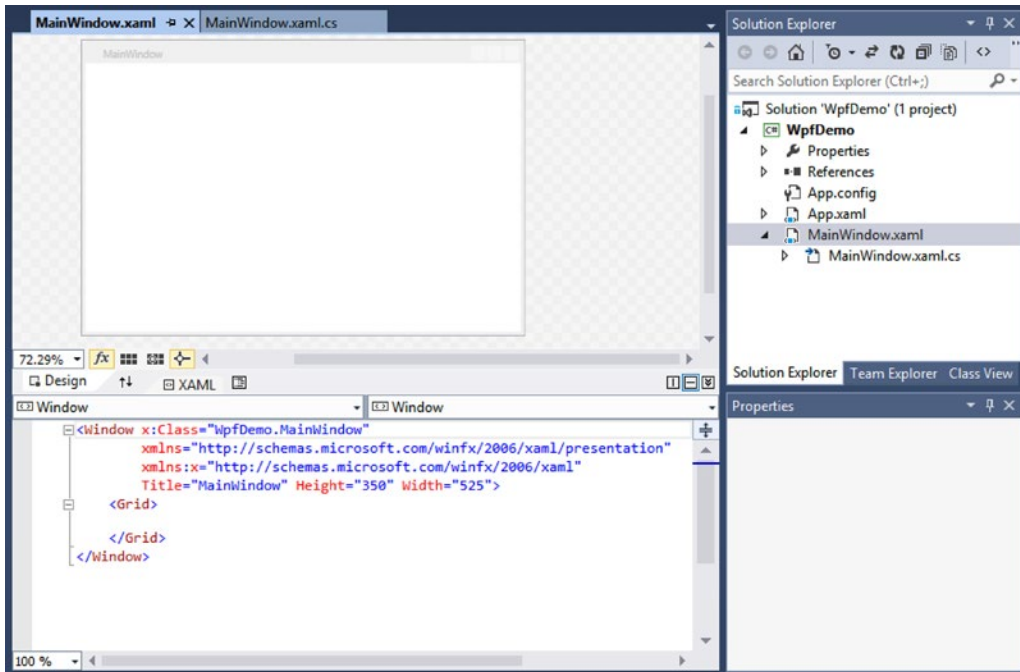 MainWindow.xaml
MainWindow.xaml.cs
MainWindow
72.29%
fx
Design
XAML
Window
Window
<Window x:Class="WpfDemo.MainWindow"
xmlns="http://schemas.microsoft.com/winfx/2006/xaml/presentation"
xmlns:x="http://schemas.microsoft.com/winfx/2006/xaml"
Title="MainWindow" Height="350" Width="525">
<Grid>
</Grid>
</Window>
100 %
Solution Explorer
Search Solution Explorer (Ctrl+;)
Solution 'WpfDemo' (1 project)
C# WpfDemo
Properties
References
App.config
App.xaml
MainWindow.xaml
MainWindow.xaml.cs
Solution Explorer Team Explorer Class View
Properties